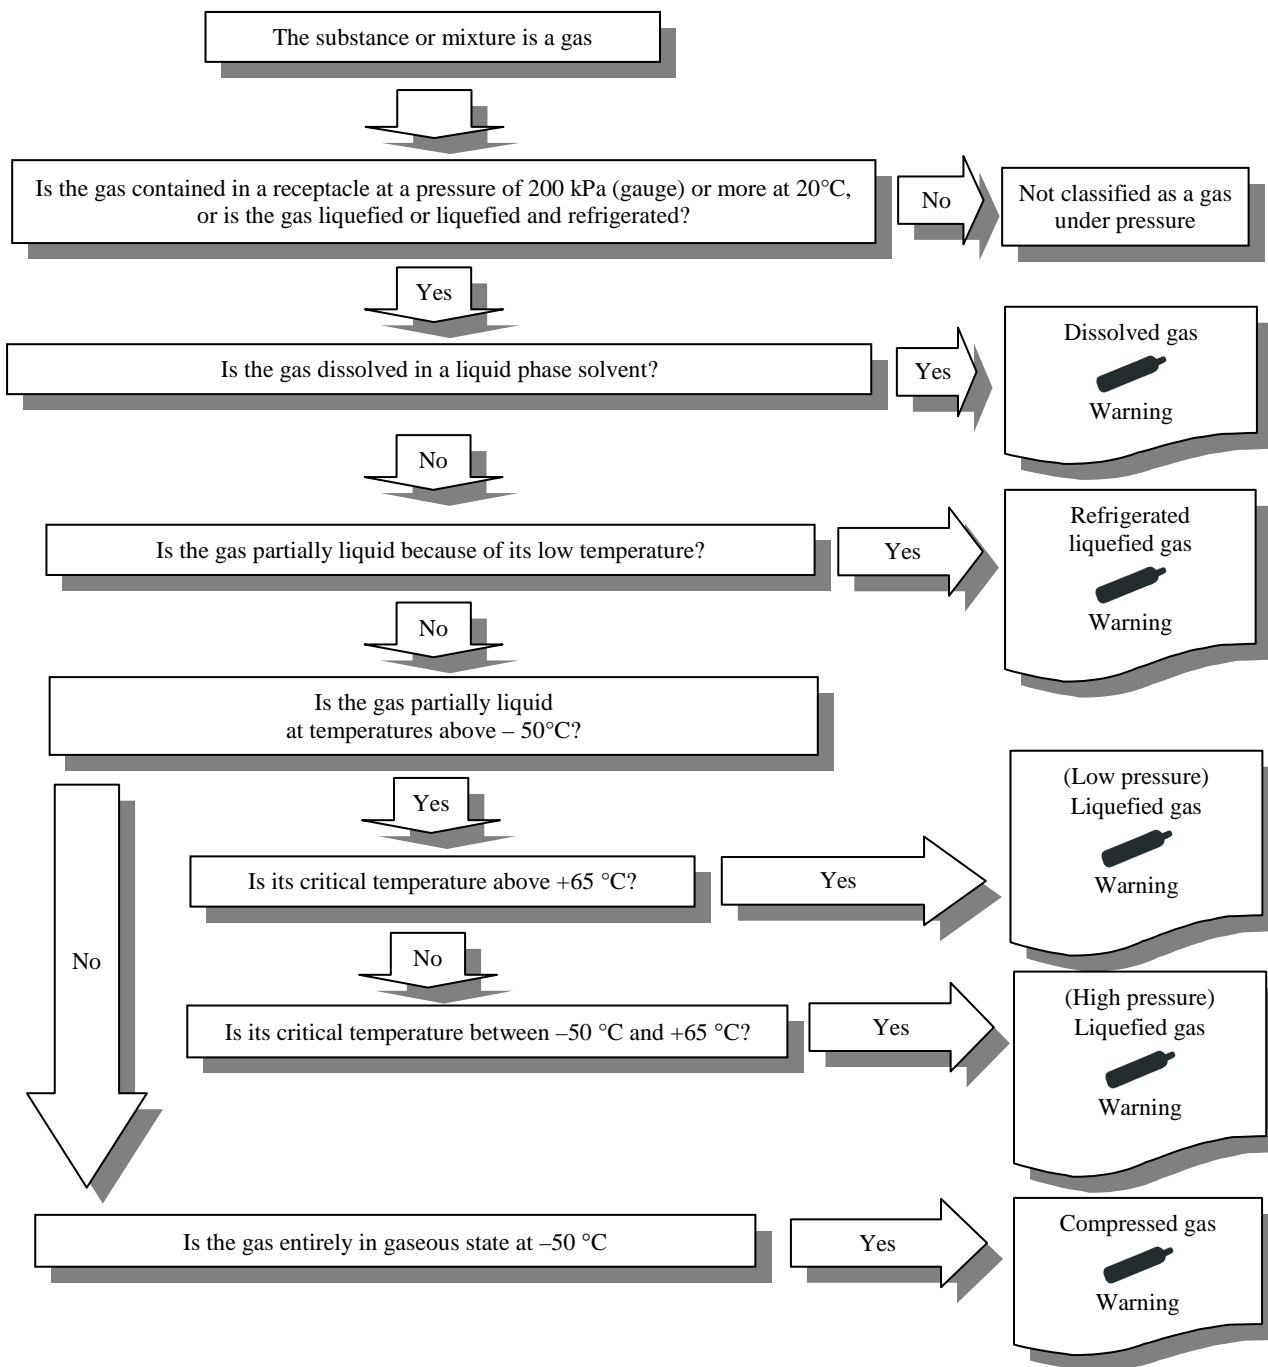 The substance or mixture is a gas
Is the gas contained in a receptacle at a pressure of 200 kPa (gauge) or more at 20°C,
or is the gas liquefied or liquefied and refrigerated?
No
Not classified as a gas
under pressure
Yes
Is the gas dissolved in a liquid phase solvent?
Yes
Dissolved gas
Warning
No
Is the gas partially liquid because of its low temperature?
Yes
Refrigerated
liquefied gas
Warning
No
Is the gas partially liquid
at temperatures above – 50°C?
Yes
Is its critical temperature above +65 °C?
Yes
(Low pressure)
Liquefied gas
Warning
No
No
Is its critical temperature between –50 °C and +65 °C?
Yes
(High pressure)
Liquefied gas
Warning
Is the gas entirely in gaseous state at –50 °C
Yes
Compressed gas
Warning